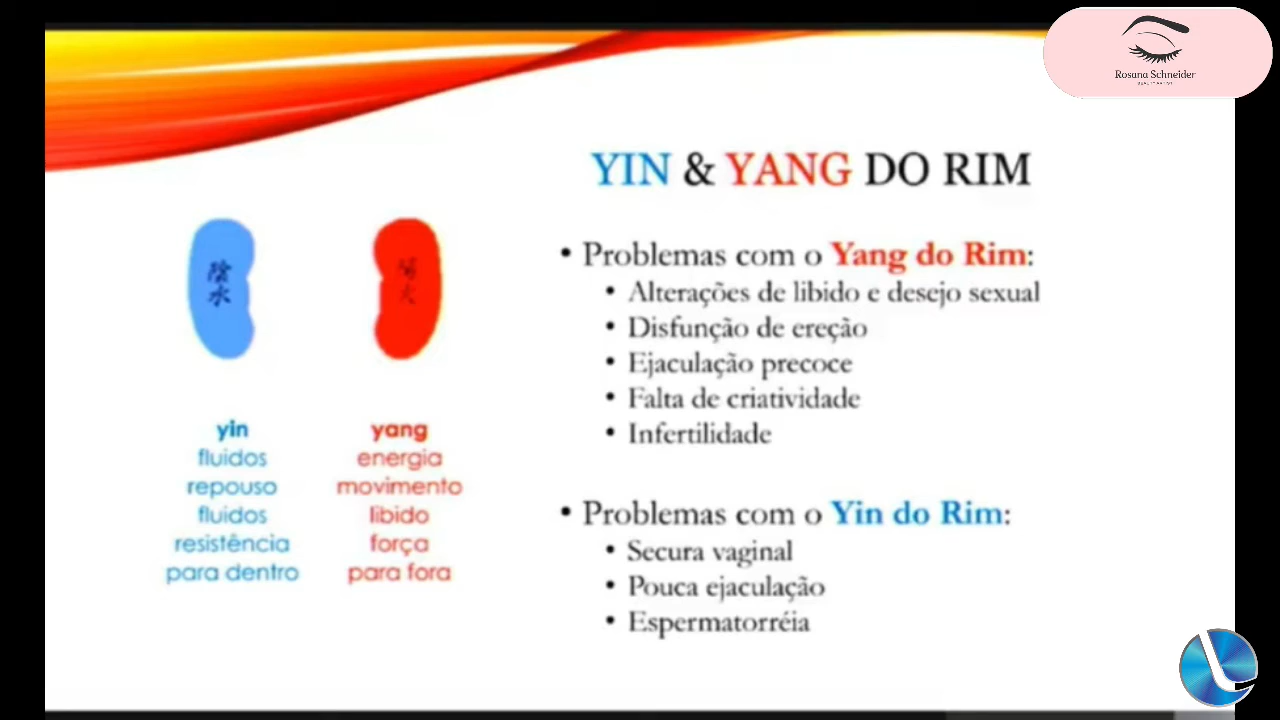 Rosana Schneider
YIN & YANG DO RIM
陰
水
yin
fluidos
repouso
fluidos
resistência
para dentro
yang
energia
movimento
libido
força
para fora
• Problemas com o Yang do Rim:
• Alterações de libido e desejo sexual
• Disfunção de ereção
• Ejaculação precoce
• Falta de criatividade
• Infertilidade
• Problemas com o Yin do Rim:
• Secura vaginal
• Pouca ejaculação
• Espermatorréia